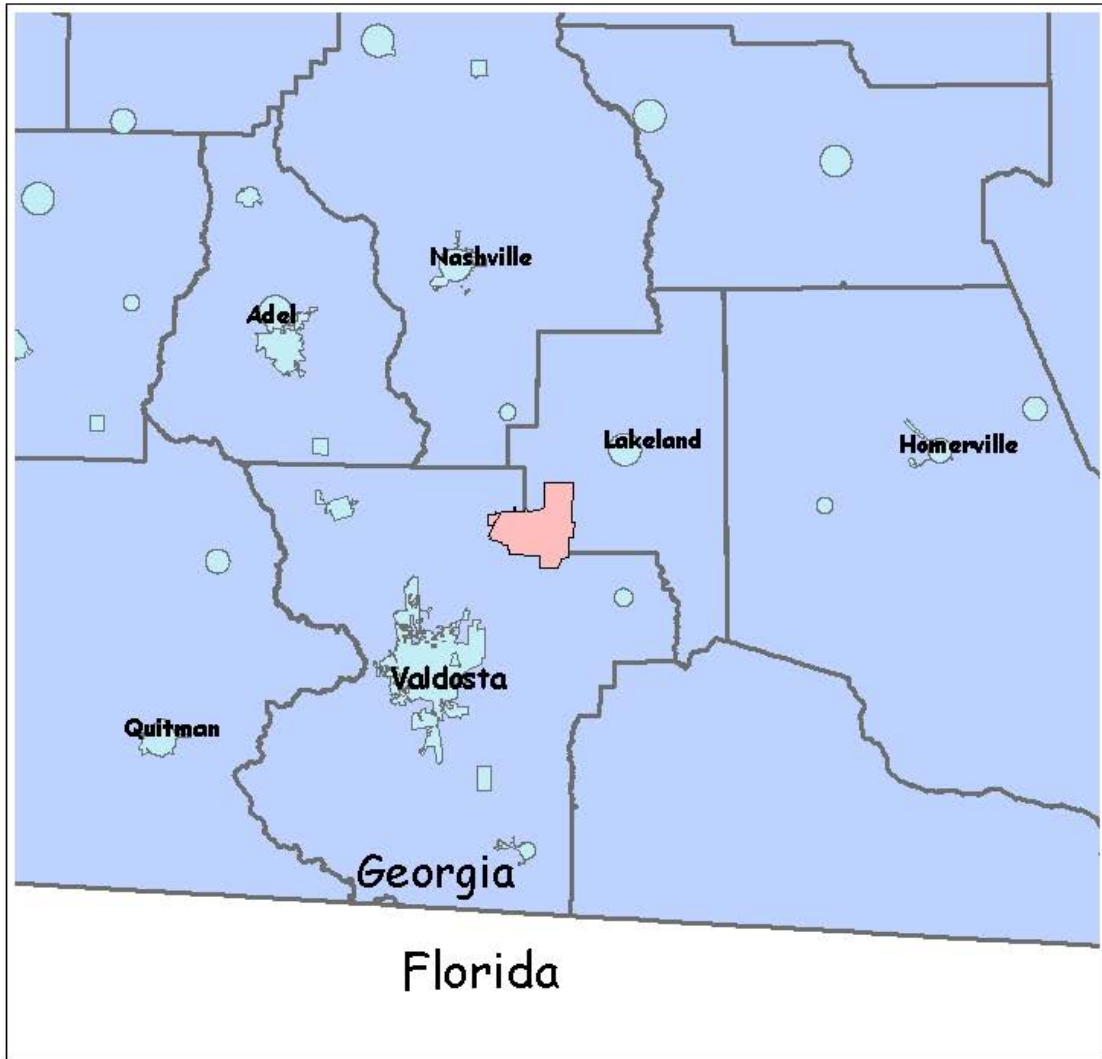 Nashville
Adel
Lakeland
Homerville
Valdosta
Quitman
Georgia
Florida